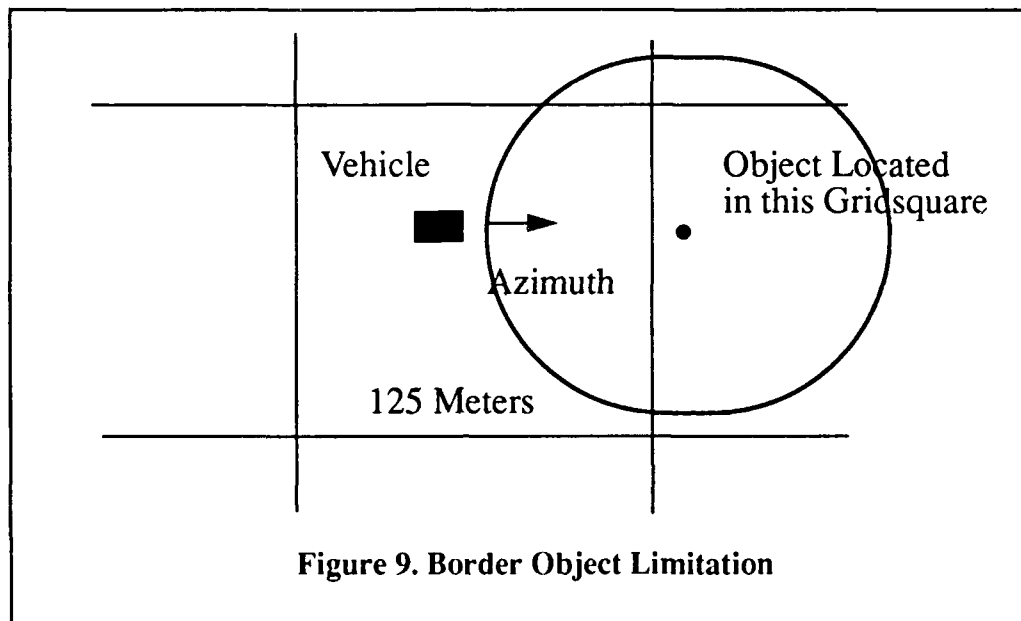 Vehicle
Object Located
in this Gridsquare
Azimuth
125 Meters
Figure 9. Border Object Limitation